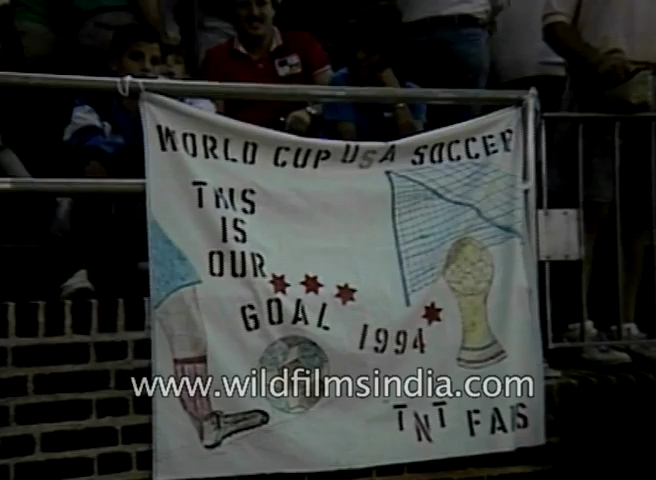 WORLD CUP USA SOCCER
THIS
IS
OUR
GOAL 1994
www.wildfilmsindia.com
TNT FANS